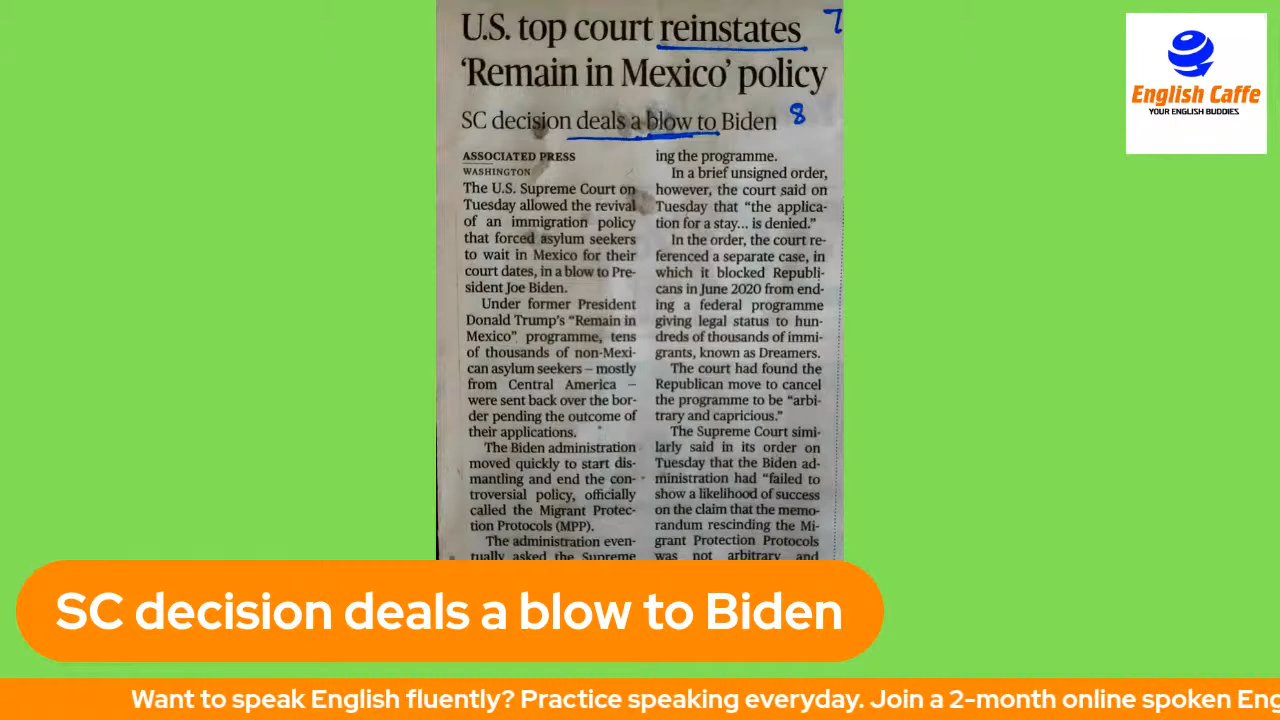 U.S. top court reinstates 7
'Remain in Mexico' policy
SC decision deals a blow to Biden 8
ASSOCIATED PRESS
WASHINGTON
The U.S. Supreme Court on
Tuesday allowed the revival
of an immigration policy
that forced asylum seekers
to wait in Mexico for their
court dates, in a blow to Pre-
sident Joe Biden.
Under former President
Donald Trump's "Remain in
Mexico" programme, tens
of thousands of non-Mexi-
can asylum seekers – mostly
from Central America –
were sent back over the bor-
der pending the outcome of
their applications.
The Biden administration
moved quickly to start dis-
mantling and end the con-
troversial policy, officially
called the Migrant Protec-
tion Protocols (MPP).
The administration even-
tually asked the Supreme
ing the programme.
In a brief unsigned order,
however, the court said on
Tuesday that "the applica-
tion for a stay... is denied."
In the order, the court re-
ferenced a separate case, in
which it blocked Republi-
cans in June 2020 from end-
ing a federal programme
giving legal status to hun-
dreds of thousands of immi-
grants, known as Dreamers.
The court had found the
Republican move to cancel
the programme to be "arbi-
trary and capricious."
The Supreme Court simi-
larly said in its order on
Tuesday that the Biden ad-
ministration had "failed to
show a likelihood of success
on the claim that the memo-
randum rescinding the Mi-
grant Protection Protocols
was not arbitrary and
English Caffe
YOUR ENGLISH BUDDIES
SC decision deals a blow to Biden
Want to speak English fluently? Practice speaking everyday. Join a 2-month online spoken Eng